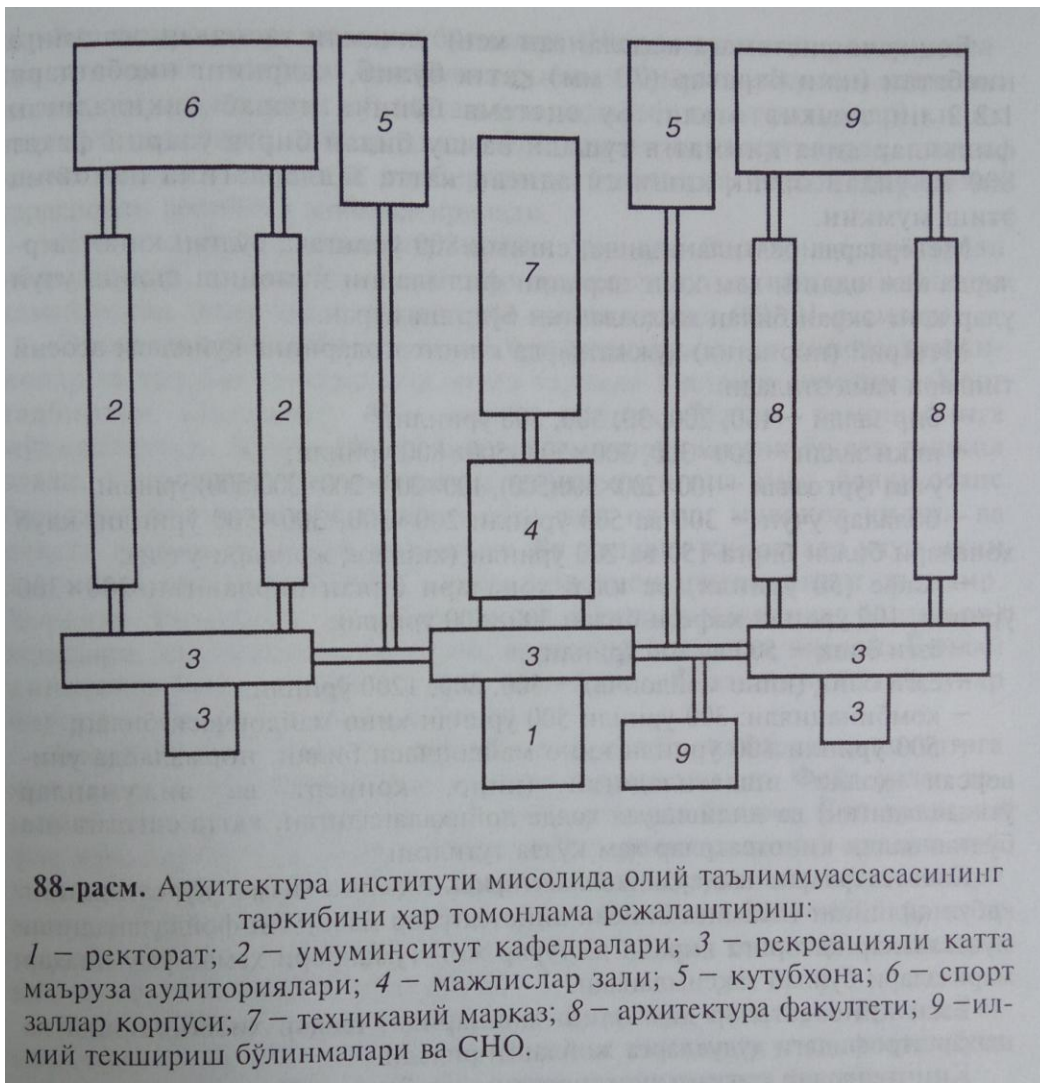 6
5
5
9
7
2
2
8
8
4
3
3
3
3
1
9
3
88-расм. Архитектура институти мисолида олий таълиммуассасасининг
таркибини ҳар томонлама режалаштириш:
1 – ректорат; 2 – умуминситут кафедралари; 3 – рекреацияли катта
маъруза аудиториялари; 4 – мажлислар зали; 5 – кутубхона; 6 – спорт
заллар корпуси; 7 – техникавий марказ; 8 – архитектура факултети; 9 –ил-
мий текшириш бўлинмалари ва СНО.